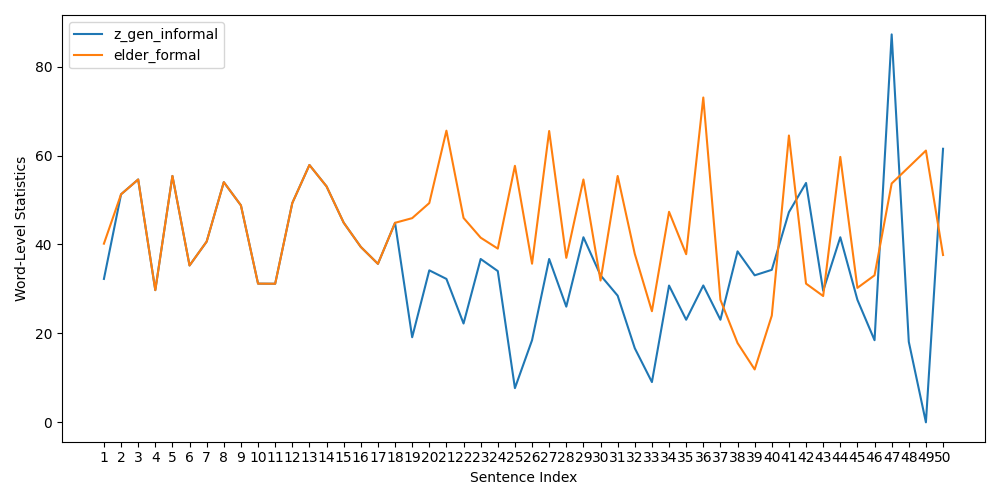 z_gen_informal
elder_formal
Word-Level Statistics
80
60
40
20
0
1 2 3 4 5 6 7 8 9 10 11 12 13 14 15 16 17 18 19 20 21 22 23 24 25 26 27 28 29 30 31 32 33 34 35 36 37 38 39 40 41 42 43 44 45 46 47 48 49 50
Sentence Index